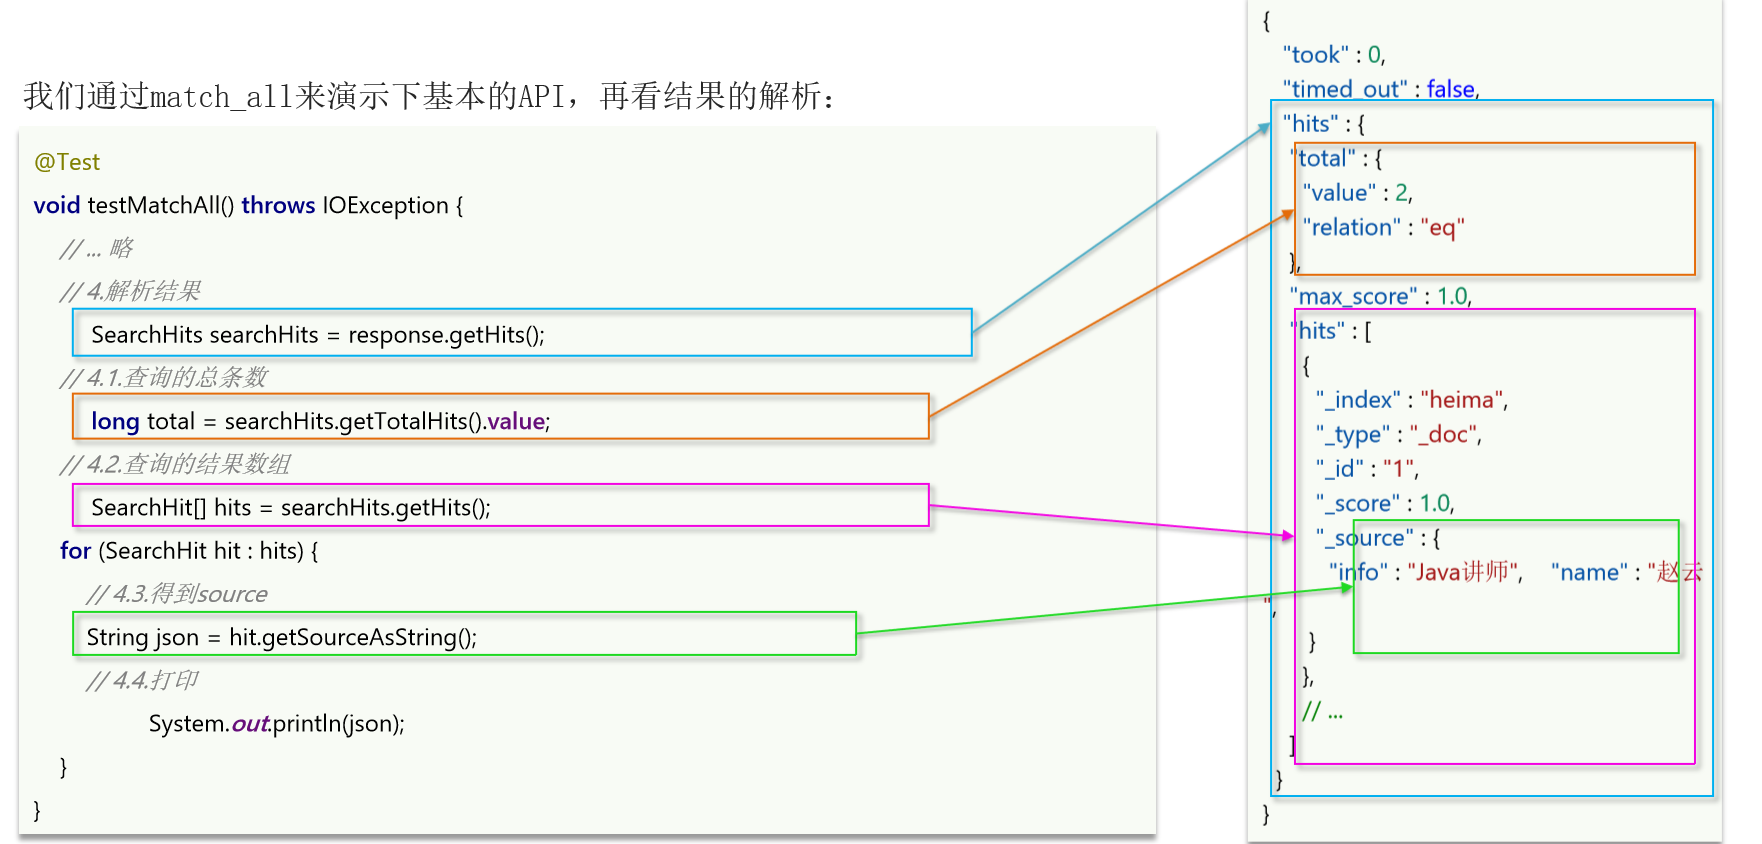 我们通过match_all来演示下基本的API，再看结果的解析：
@Test
void testMatchAll() throws IOException {
// ... 略
// 4.解析结果
SearchHits searchHits = response.getHits();
// 4.1.查询的总条数
long total = searchHits.getTotalHits().value;
// 4.2.查询的结果数组
SearchHit[] hits = searchHits.getHits();
for (SearchHit hit : hits) {
// 4.3.得到source
String json = hit.getSourceAsString();
// 4.4.打印
System.out.println(json);
}
}
{
"took" : 0,
"timed_out" : false,
"hits" : {
"total" : {
"value" : 2,
"relation" : "eq"
},
"max_score" : 1.0,
"hits" : [
{
"_index" : "heima",
"_type" : "_doc",
"_id" : "1",
"_score" : 1.0,
"_source" : {
"info" : "Java讲师", "name" : "赵云
",
}
},
// ...
]
}
}